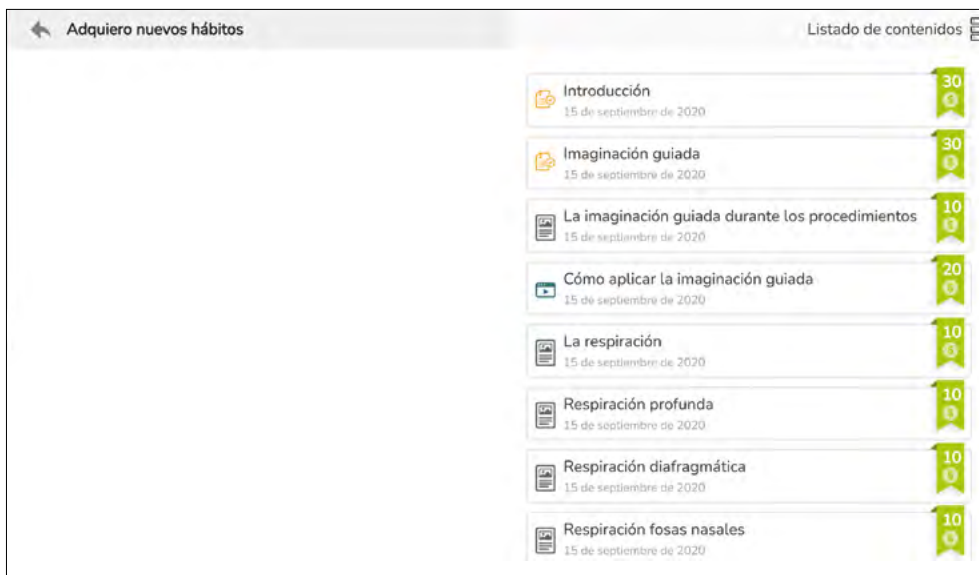 Adquiero nuevos hábitos
Listado de contenidos
Introducción
15 de septiembre de 2020
30
Imaginación guiada
15 de septiembre de 2020
30
La imaginación guiada durante los procedimientos
15 de septiembre de 2020
10
Cómo aplicar la imaginación guiada
15 de septiembre de 2020
20
La respiración
15 de septiembre de 2020
10
Respiración profunda
15 de septiembre de 2020
10
Respiración diafragmática
15 de septiembre de 2020
10
Respiración fosas nasales
15 de septiembre de 2020
10